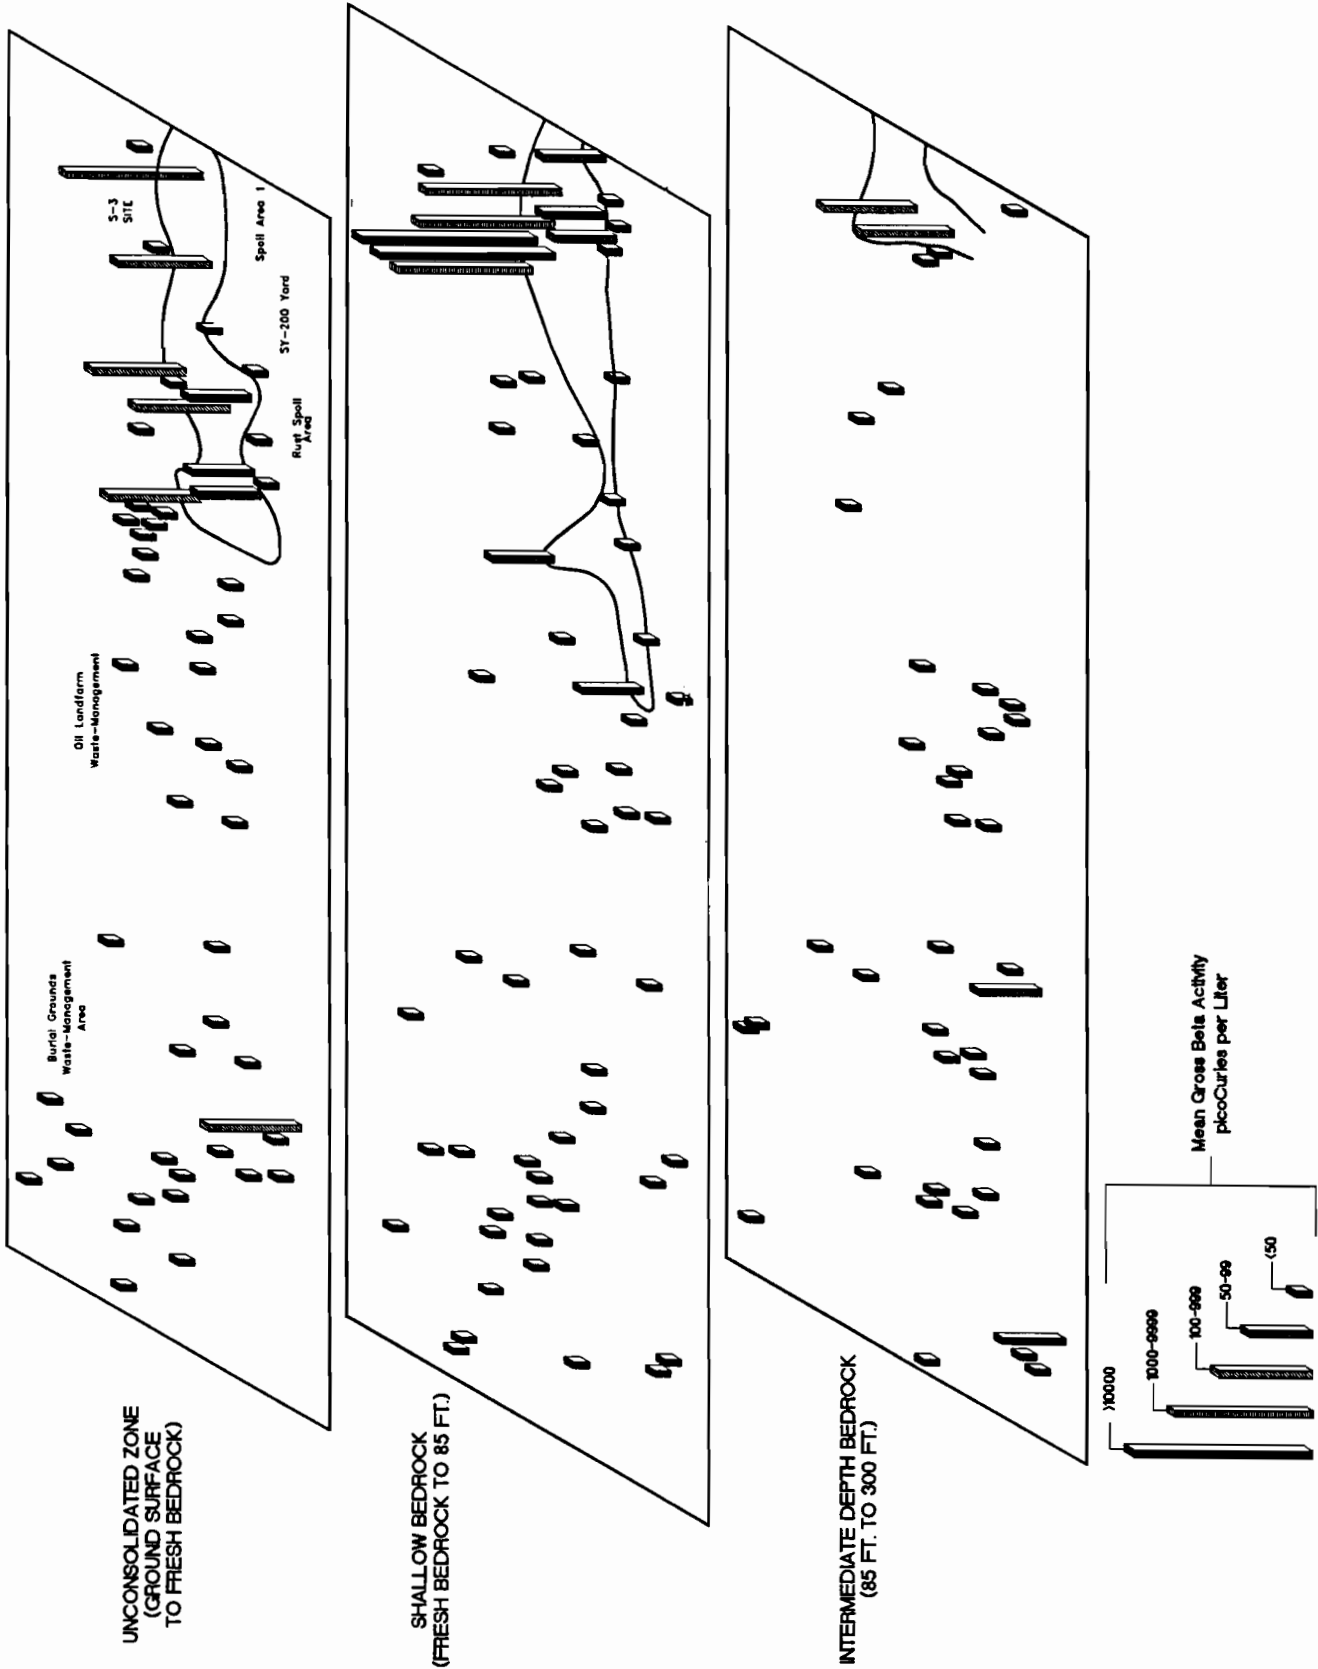 UNCONSOLIDATED ZONE
(GROUND SURFACE
TO FRESH BEDROCK)
Burial Grounds
Waste-Management
Area
Oil Landfarm
Waste-Management
S-3
SITE
Rust Spoil
Area
SY-200 Yard
Spoil Area 1
SHALLOW BEDROCK
(FRESH BEDROCK TO 85 FT.)
INTERMEDIATE DEPTH BEDROCK
(85 FT. TO 300 FT.)
>10000
1000-9999
100-999
50-99
<50
Mean Gross Beta Activity
picoCuries per Liter